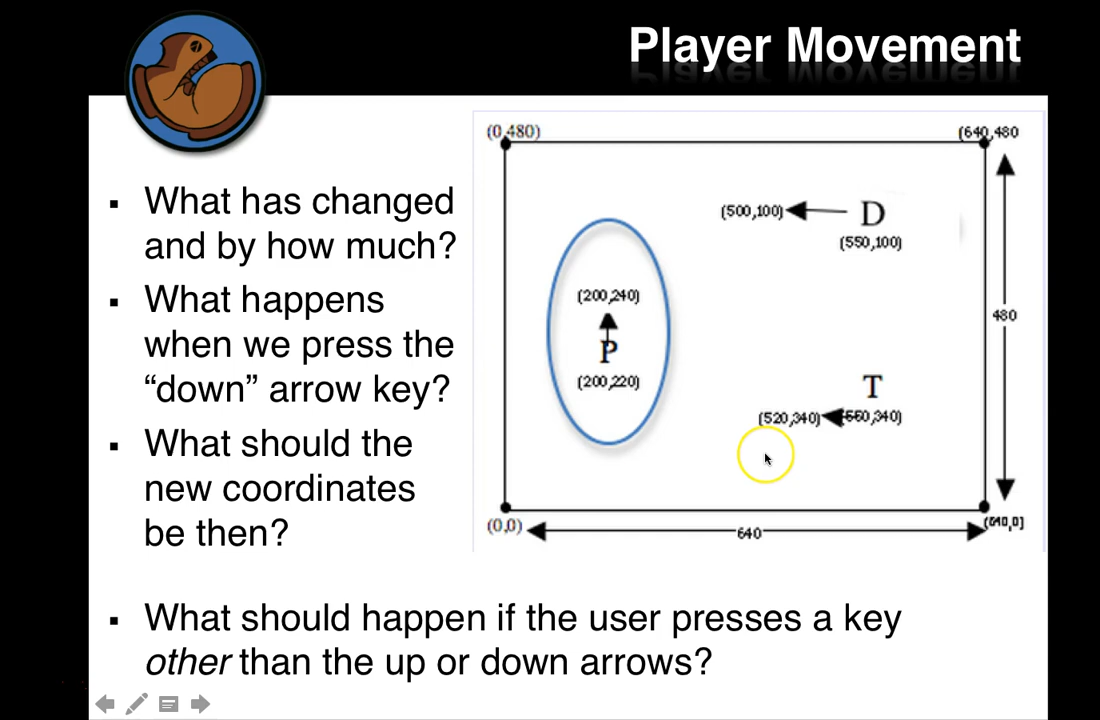 Player Movement
▪ What has changed
and by how much?
▪ What happens
when we press the
“down” arrow key?
▪ What should the
new coordinates
be then?
▪ What should happen if the user presses a key
other than the up or down arrows?
(0,480)
(640,480
(500,100)
D
(550,100)
(200,240)
P
(200,220)
480
T
(520,340)
560,340)
(0,0)
640
(640,0)